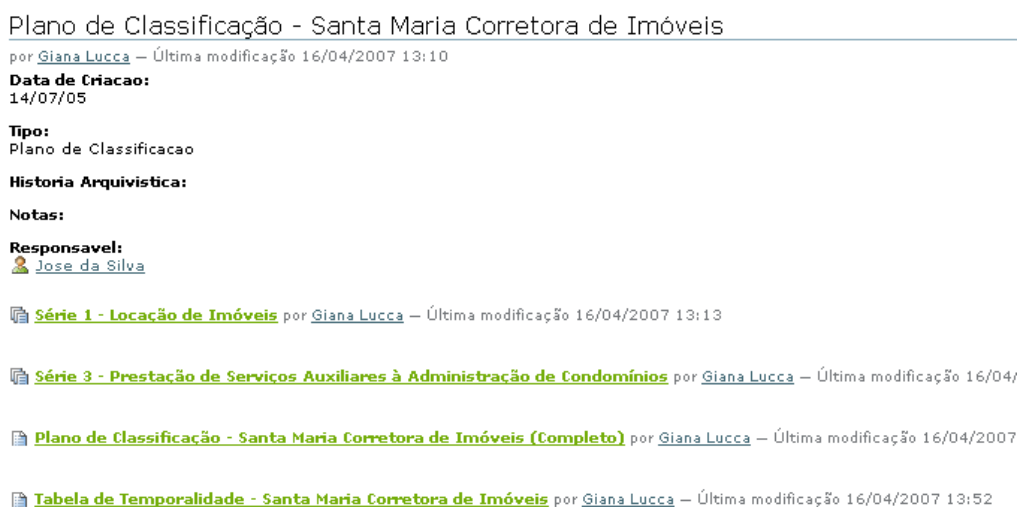 Plano de Classificação - Santa Maria Corretora de Imóveis
por Giana Lucca — Última modificação 16/04/2007 13:10
Data de Criacao:
14/07/05
Tipo:
Plano de Classificacao
Historia Arquivistica:
Notas:
Responsavel:
Jose da Silva
Série 1 - Locação de Imóveis por Giana Lucca — Última modificação 16/04/2007 13:13
Série 3 - Prestação de Serviços Auxiliares à Administração de Condomínios por Giana Lucca — Última modificação 16/04/
Plano de Classificação - Santa Maria Corretora de Imóveis (Completo) por Giana Lucca — Última modificação 16/04/2007
Tabela de Temporalidade - Santa Maria Corretora de Imóveis por Giana Lucca — Última modificação 16/04/2007 13:52